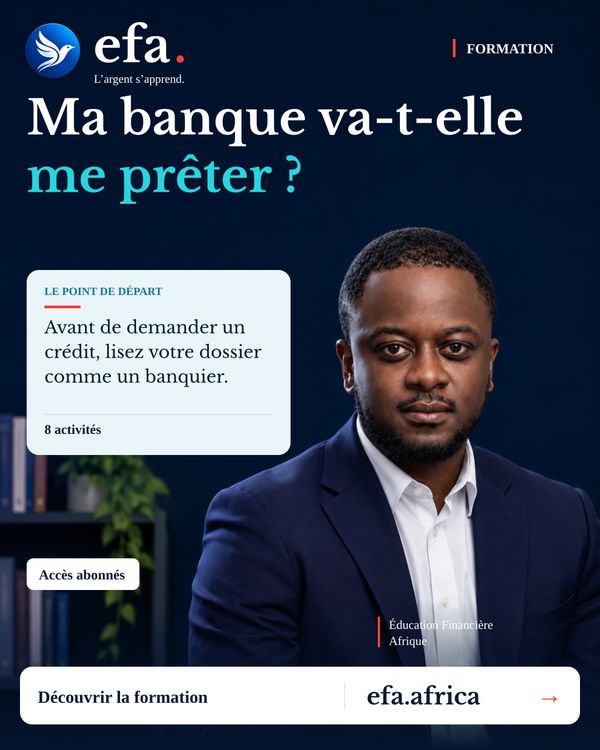 efa.
L’argent s’apprend.
FORMATION
Ma banque va-t-elle
me prêter ?
LE POINT DE DÉPART
Avant de demander un
crédit, lisez votre dossier
comme un banquier.
8 activités
Accès abonnés
Éducation Financière
Afrique
Découvrir la formation
efa.africa →